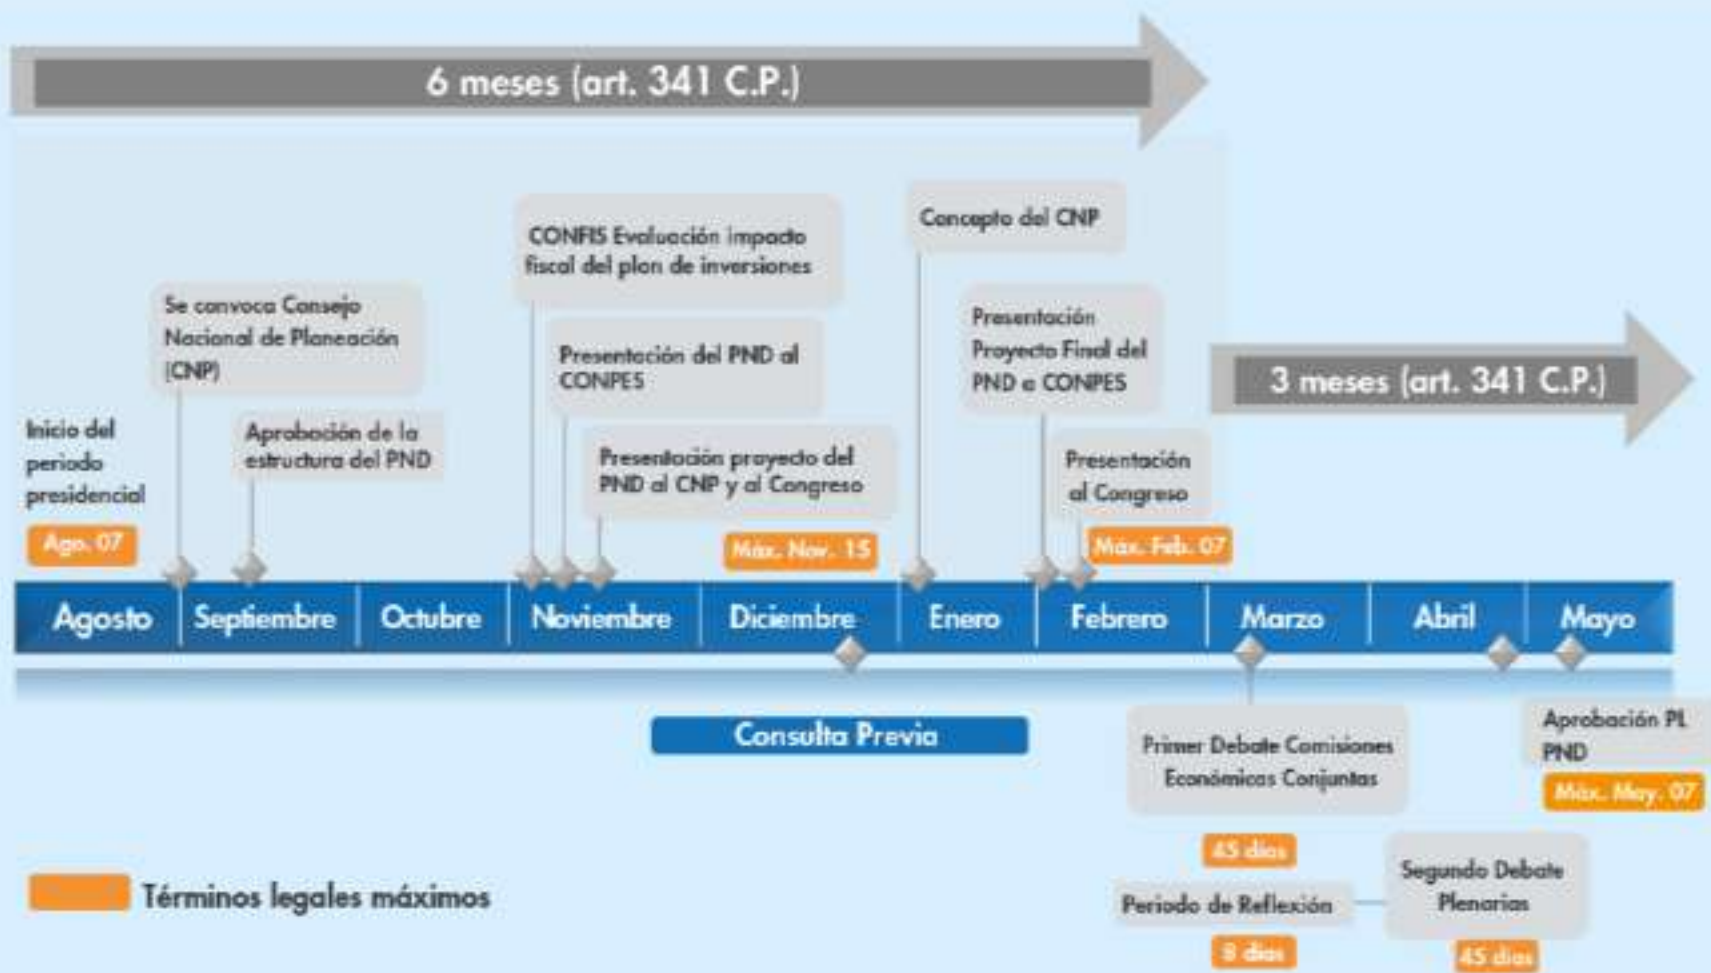 6 meses (art. 341 C.P.)
CONFIS Evaluación impacto
fiscal del plan de inversiones
Concepto del CNP
Se convoca Consejo
Nacional de Planeación
(CNP)
Presentación del PND al
CONPES
Presentación
Proyecto Final del
PND a CONPES
3 meses (art. 341 C.P.)
Inicio del
periodo
presidencial
Ago. 07
Aprobación de la
estructura del PND
Presentación proyecto del
PND al CNP y al Congreso
Máx. Nov. 15
Presentación
al Congreso
Máx. Feb. 07
Agosto
Septiembre
Octubre
Noviembre
Diciembre
Enero
Febrero
Marzo
Abril
Mayo
Consulta Previa
Primer Debate Comisiones
Económicas Conjuntas
45 días
Aprobación PL
PND
Máx. May. 07
Términos legales máximos
Periodo de Reflexión
8 días
Segundo Debate
Plenarias
45 días